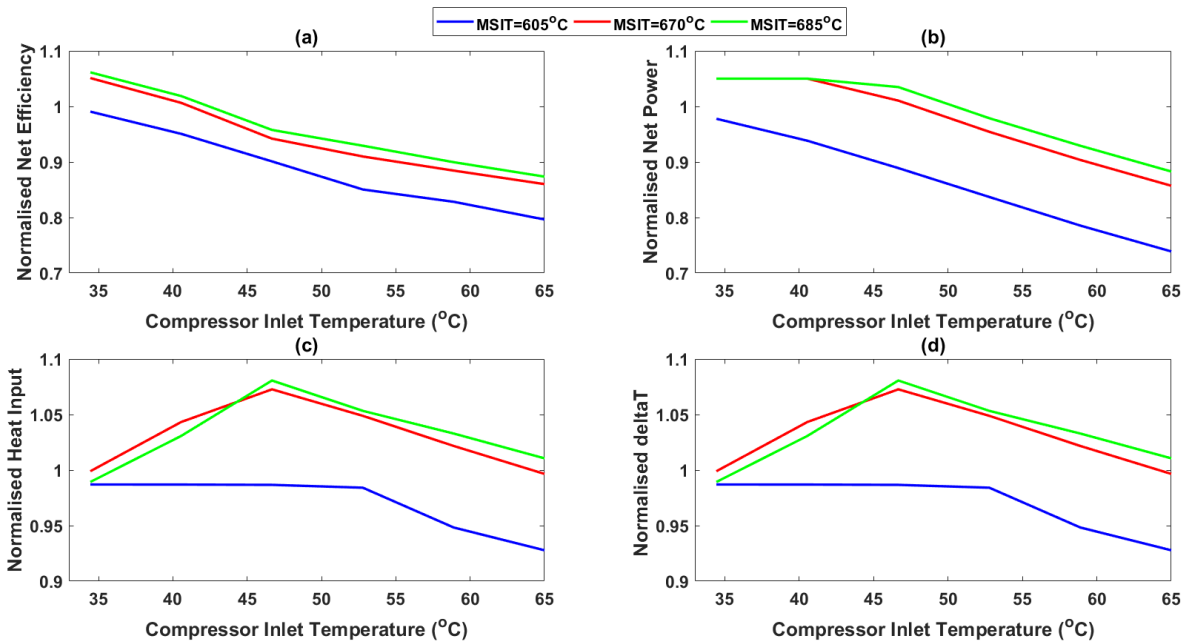 MSIT=605°C MSIT=670°C MSIT=685°C
(a)
1.1
1
0.9
0.8
0.7
Normalised Net Efficiency
35 40 45 50 55 60 65
Compressor Inlet Temperature (°C)
(b)
1.1
1
0.9
0.8
0.7
Normalised Net Power
35 40 45 50 55 60 65
Compressor Inlet Temperature (°C)
(c)
1.1
1.05
1
0.95
0.9
Normalised Heat Input
35 40 45 50 55 60 65
Compressor Inlet Temperature (°C)
(d)
1.1
1.05
1
0.95
0.9
Normalised deltaT
35 40 45 50 55 60 65
Compressor Inlet Temperature (°C)